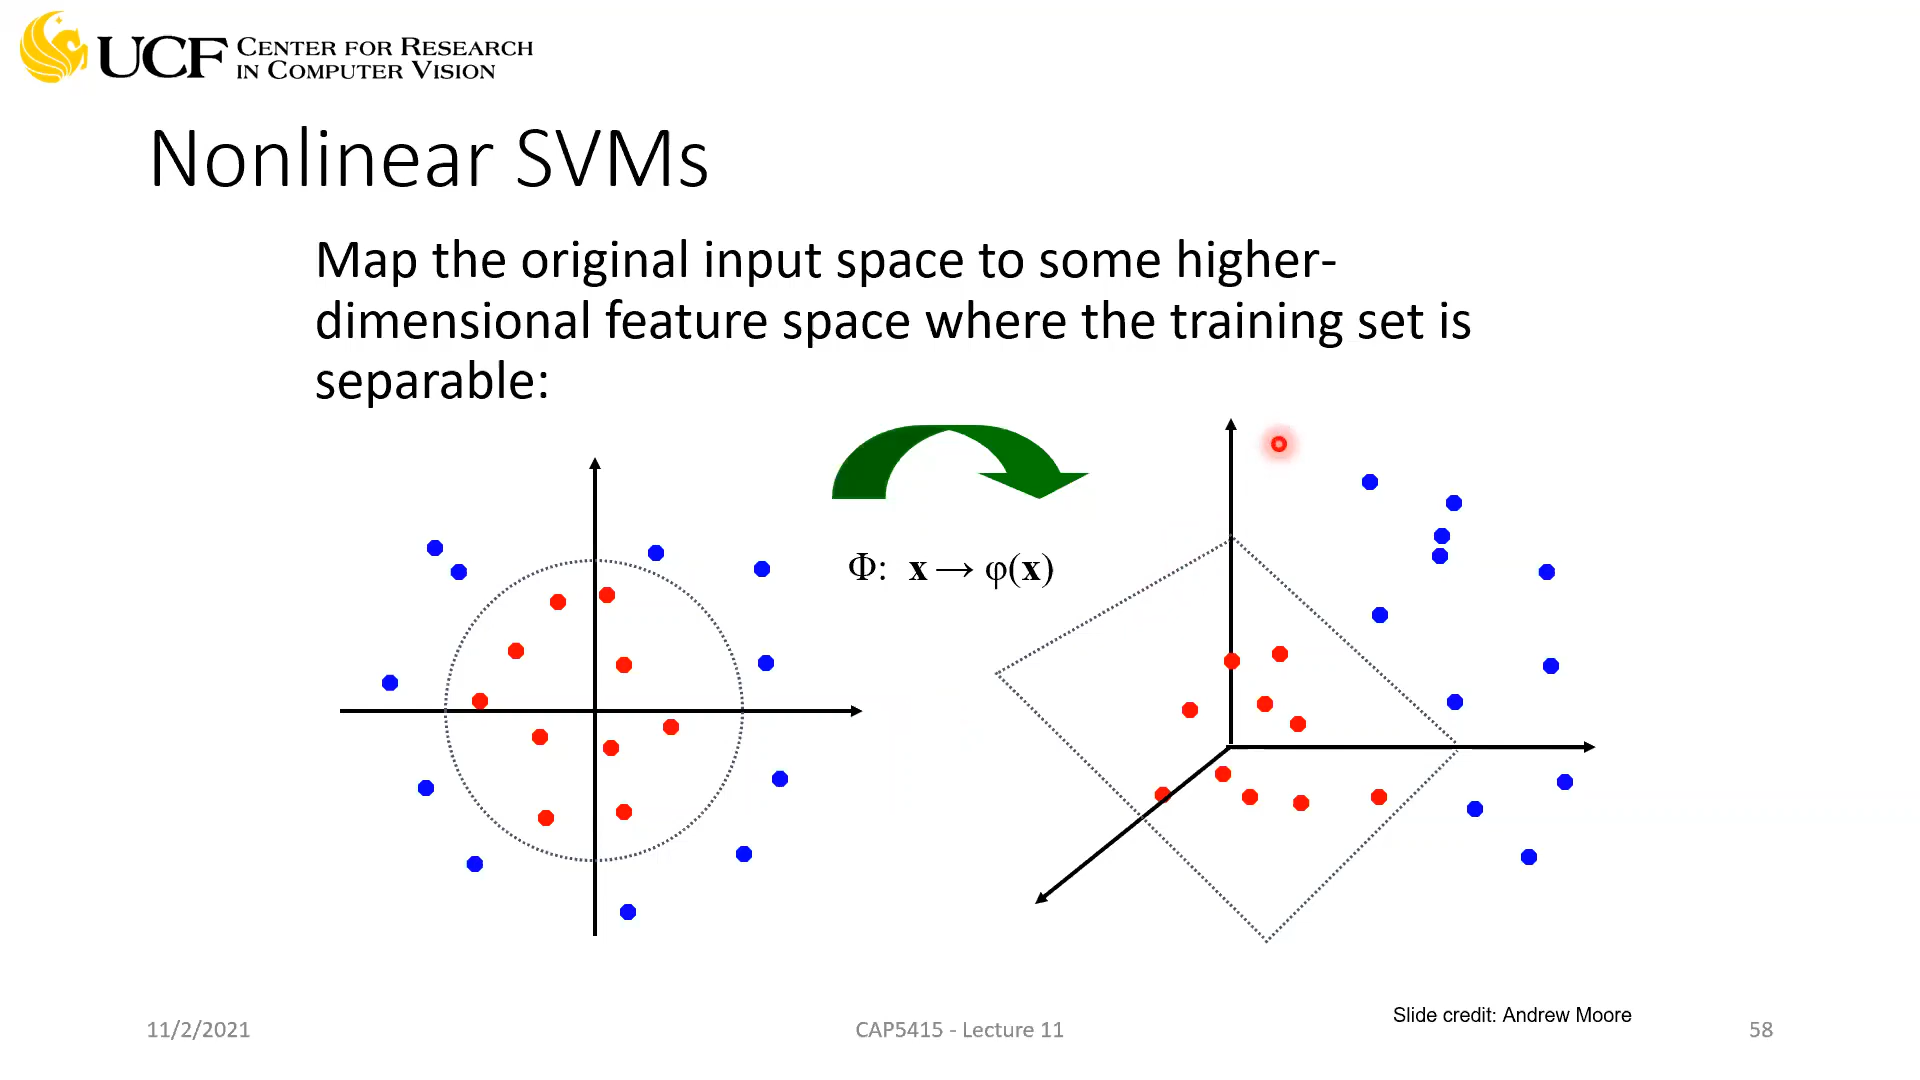 UCF CENTER FOR RESEARCH
IN COMPUTER VISION
Nonlinear SVMs
Map the original input space to some higher-
dimensional feature space where the training set is
separable:
Φ: x → φ(x)
Slide credit: Andrew Moore
11/2/2021
CAP5415 - Lecture 11
58